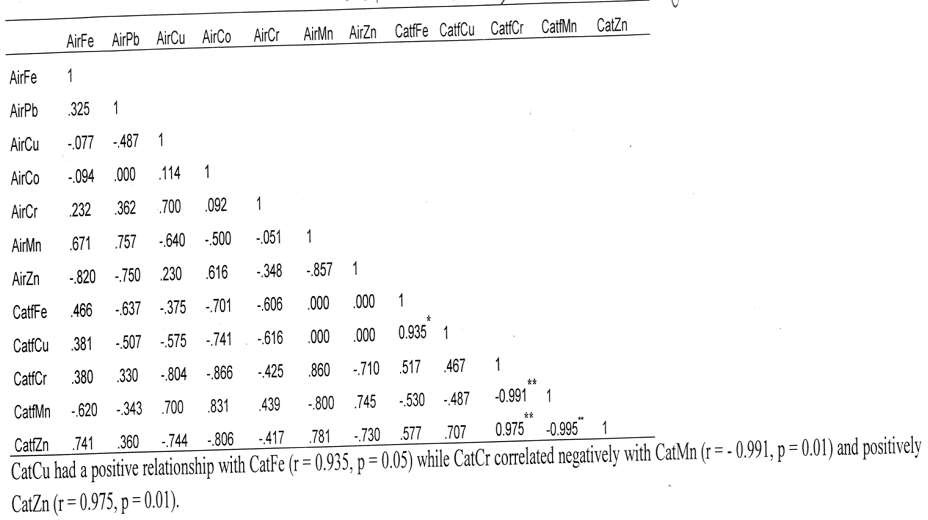 AirFe AirPb AirCu AirCo AirCr AirMn AirZn CatfFe CatfCu CatfCr CatfMn CatZn
AirFe 1
AirPb .325 1
AirCu -.077 -.487 1
AirCo -.094 .000 .114 1
AirCr .232 .362 .700 .092 1
AirMn .671 .757 -.640 -.500 -.051 1
AirZn -.820 -.750 .230 .616 -.348 -.857 1
CatfFe .466 -.637 -.375 -.701 -.606 .000 .000 1
CatfCu .381 -.507 -.575 -.741 -.616 .000 .000 0.935* 1
CatfCr .380 .330 -.804 -.866 -.425 .860 -.710 .517 .467 1
CatfMn -.620 -.343 .700 .831 .439 -.800 .745 -.530 -.487 -0.991** 1
CatfZn .741 .360 -.744 -.806 -.417 .781 -.730 .577 .707 0.975** -0.995** 1
CatCu had a positive relationship with CatFe (r = 0.935, p = 0.05) while CatCr correlated negatively with CatMn (r = - 0.991, p = 0.01) and positively
CatZn (r = 0.975, p = 0.01).